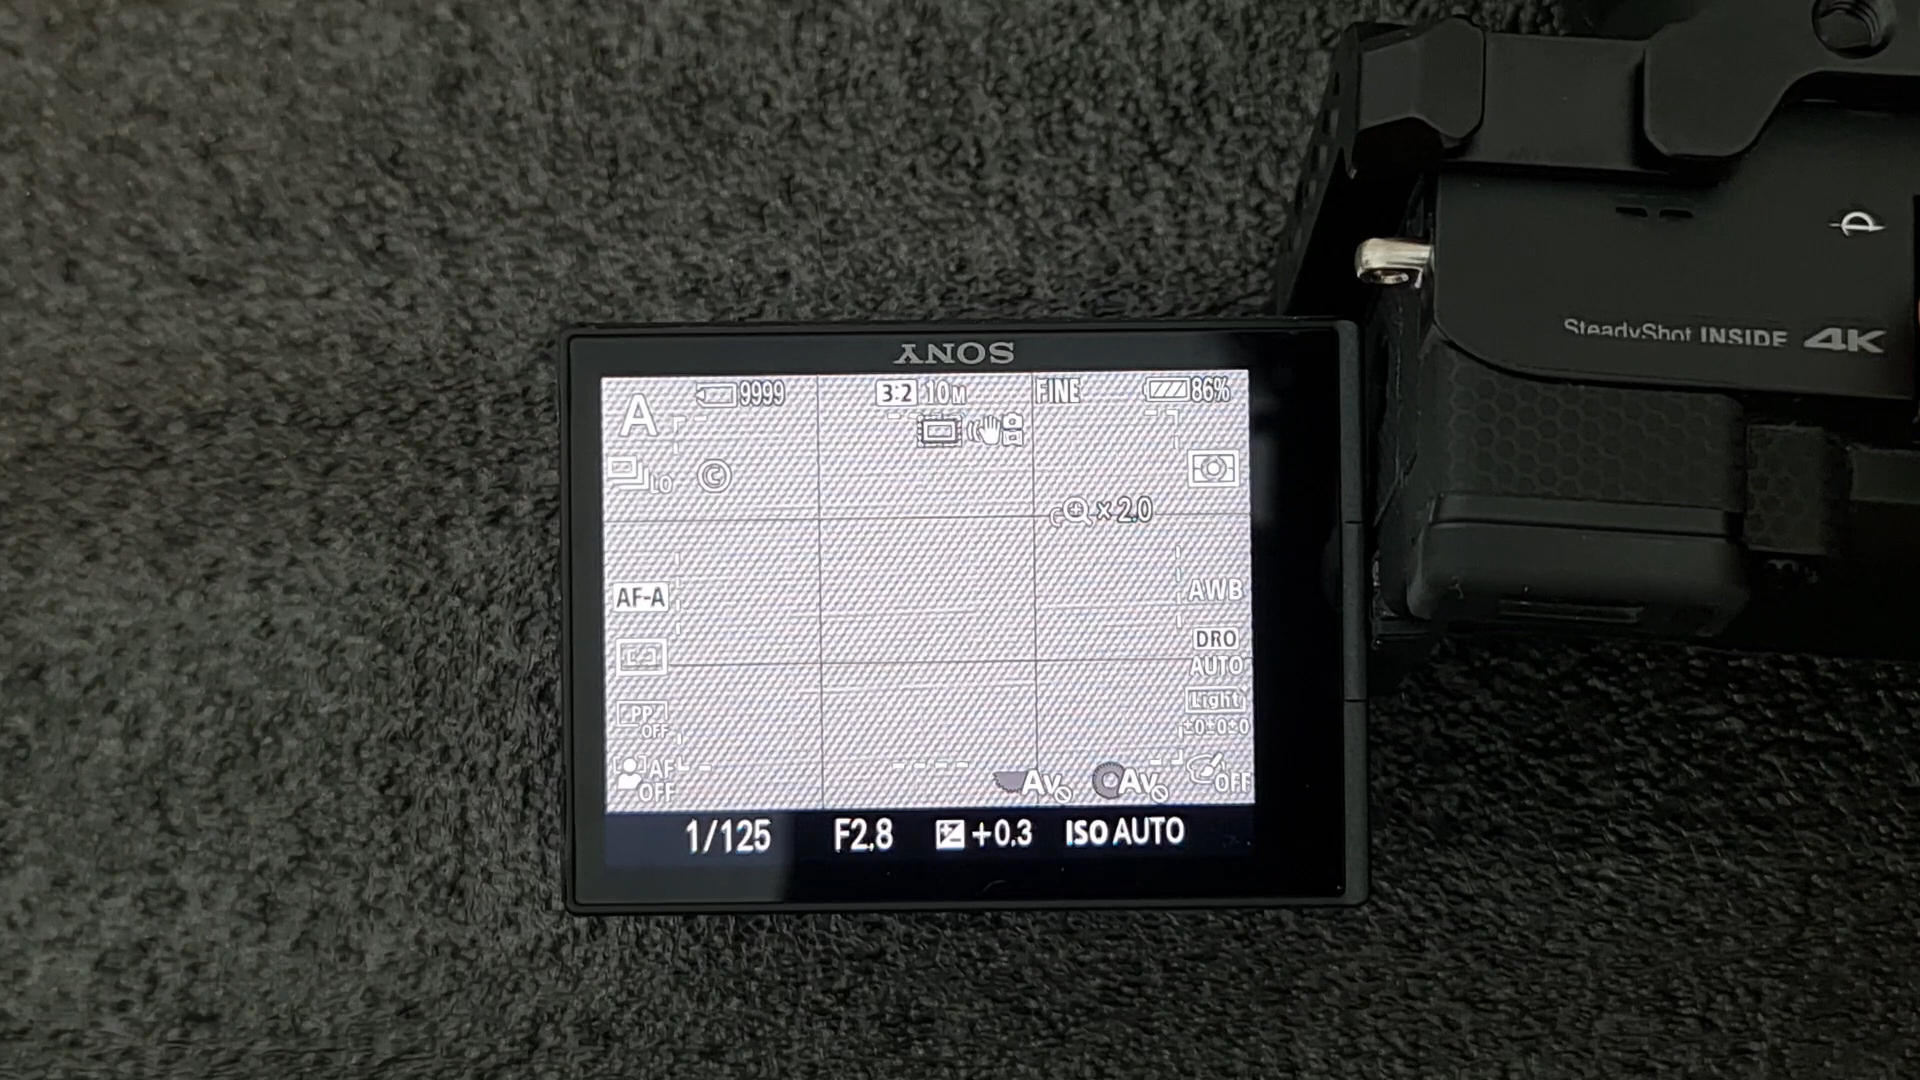 SONY
A 9999 3:2 10M FINE 86%
LO C
C × 2.0
AF-A AWB
DRO
AUTO
PP Light
OFF ±0±0±0
AF
OFF Av Av OFF
1/125 F2.8 +0.3 ISO AUTO
SteadyShot INSIDE 4K